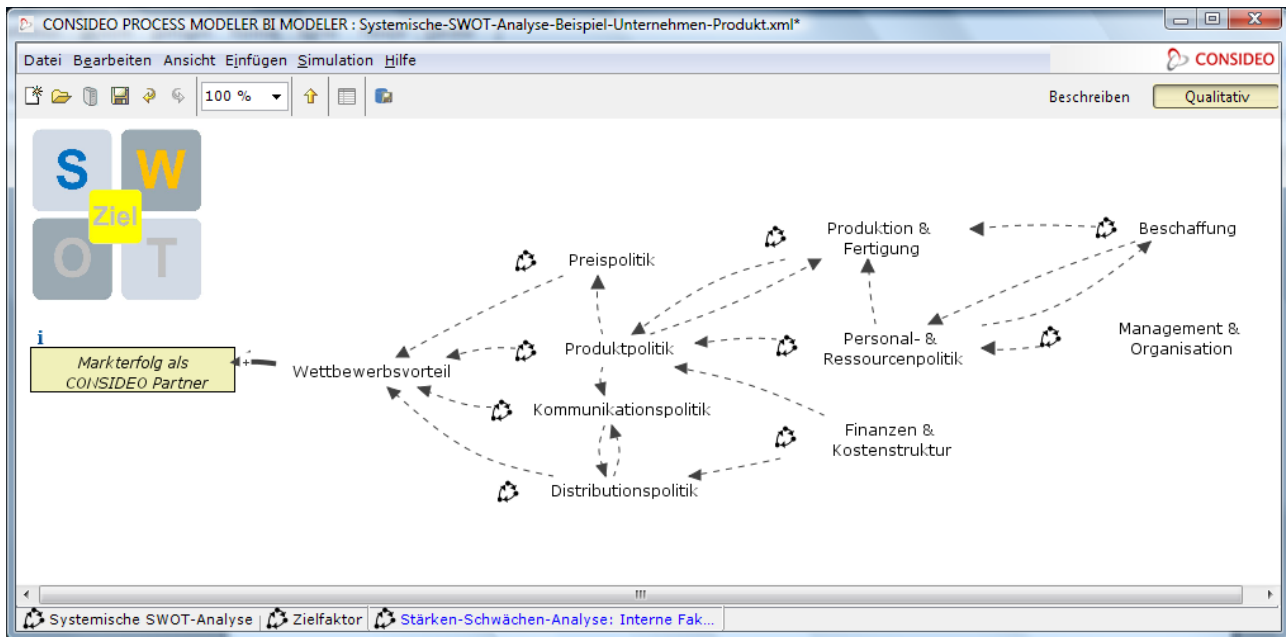 CONSIDEO PROCESS MODELER BI MODELER : Systemische-SWOT-Analyse-Beispiel-Unternehmen-Produkt.xml*
Datei Bearbeiten Ansicht Einfügen Simulation Hilfe
CONSIDEO
100 %
Beschreiben
Qualitativ
S W
Ziel
O T
Produktion &
Fertigung
Beschaffung
Preispolitik
i
Markterfolg als
CONSIDEO Partner
+
Wettbewerbsvorteil
Produktpolitik
Personal- &
Ressourcenpolitik
Management &
Organisation
Kommunikationspolitik
Finanzen &
Kostenstruktur
Distributionspolitik
Systemische SWOT-Analyse
Zielfaktor
Stärken-Schwächen-Analyse: Interne Fak...